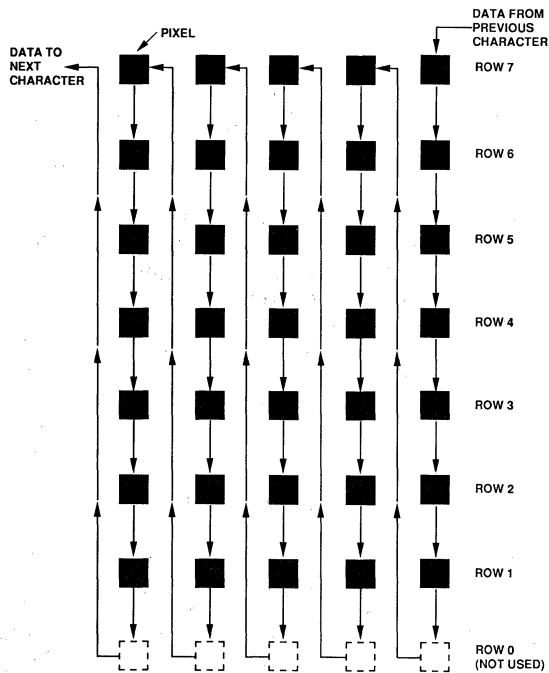 DATA FROM
PREVIOUS
CHARACTER
PIXEL
DATA TO
NEXT
CHARACTER
ROW 7
ROW 6
ROW 5
ROW 4
ROW 3
ROW 2
ROW 1
ROW 0
(NOT USED)